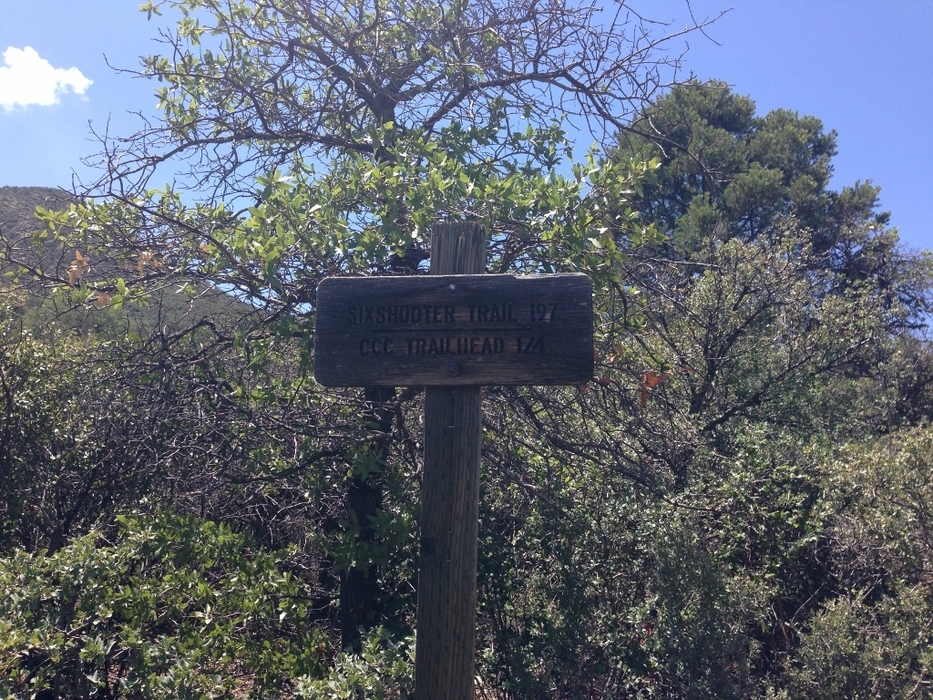 SIXSHOOTER TRAIL 197
CCC TRAILHEAD 1/4